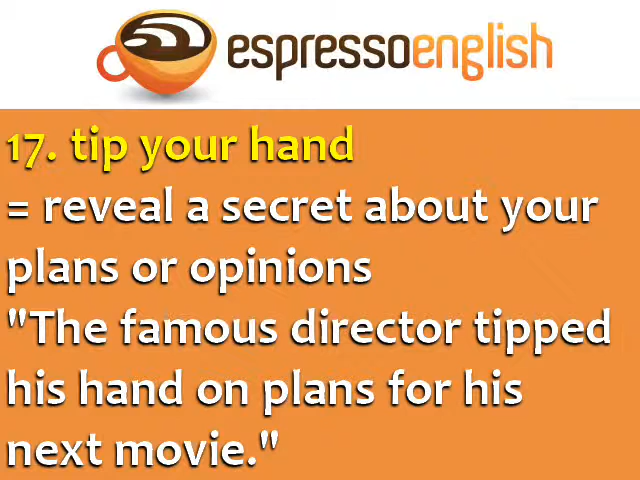 espressoenglish
17. tip your hand
= reveal a secret about your
plans or opinions
"The famous director tipped
his hand on plans for his
next movie."